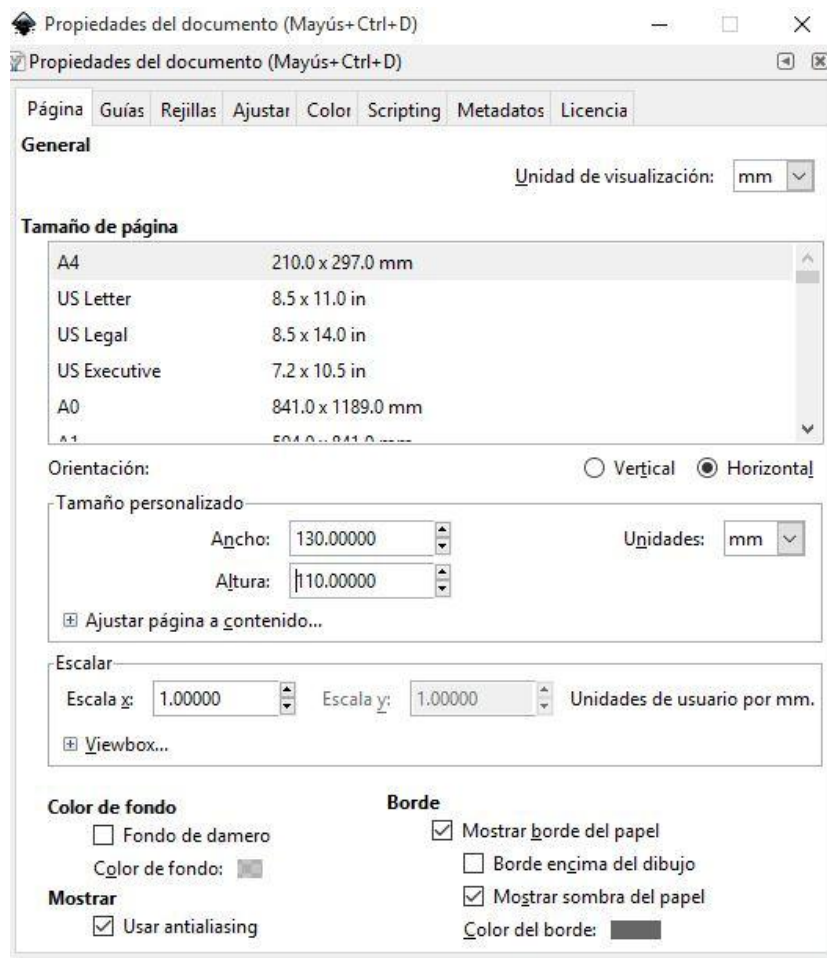 Propiedades del documento (Mayús+Ctrl+D)
Propiedades del documento (Mayús+Ctrl+D)
Página Guías Rejillas Ajustar Color Scripting Metadatos Licencia
General
Unidad de visualización: mm
Tamaño de página
A4 210.0 x 297.0 mm
US Letter 8.5 x 11.0 in
US Legal 8.5 x 14.0 in
US Executive 7.2 x 10.5 in
A0 841.0 x 1189.0 mm
A1 594.0 x 841.0 mm
Orientación: Vertical Horizontal
Tamaño personalizado
Ancho: 130.00000 Unidades: mm
Altura: 110.00000
Ajustar página a contenido...
Escalar
Escala x: 1.00000 Escala y: 1.00000 Unidades de usuario por mm.
Viewbox...
Color de fondo Borde
Fondo de damero Mostrar borde del papel
Color de fondo: Borde encima del dibujo
Mostrar Mostrar sombra del papel
Usar antialiasing Color del borde: